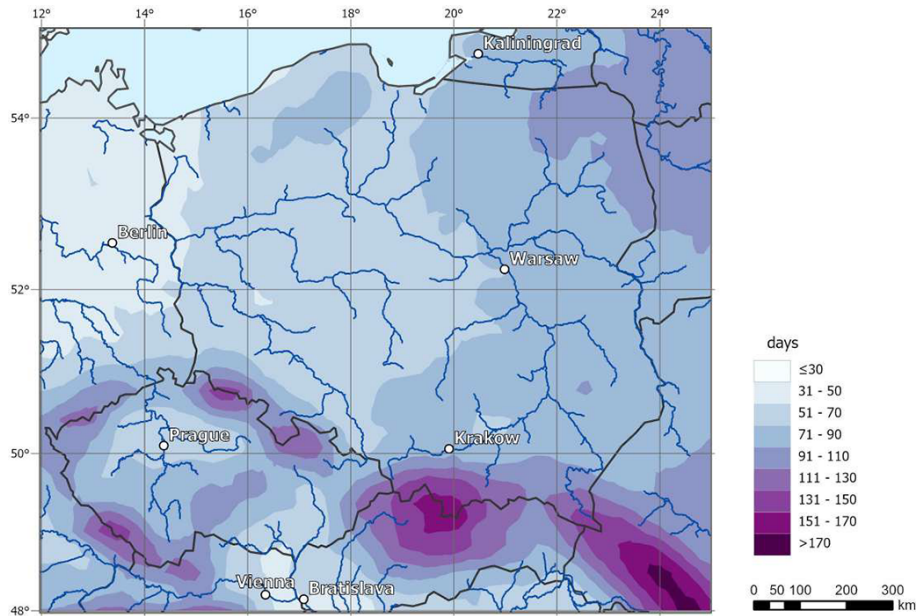 12° 14° 16° 18° 20° 22° 24°
Kaliningrad
54°
Berlin
Warsaw
52°
days
≤30
31 - 50
51 - 70
71 - 90
91 - 110
111 - 130
131 - 150
151 - 170
>170
Prague
Krakow
50°
Vienna
Bratislava
48°
0 50 100 200 300
km